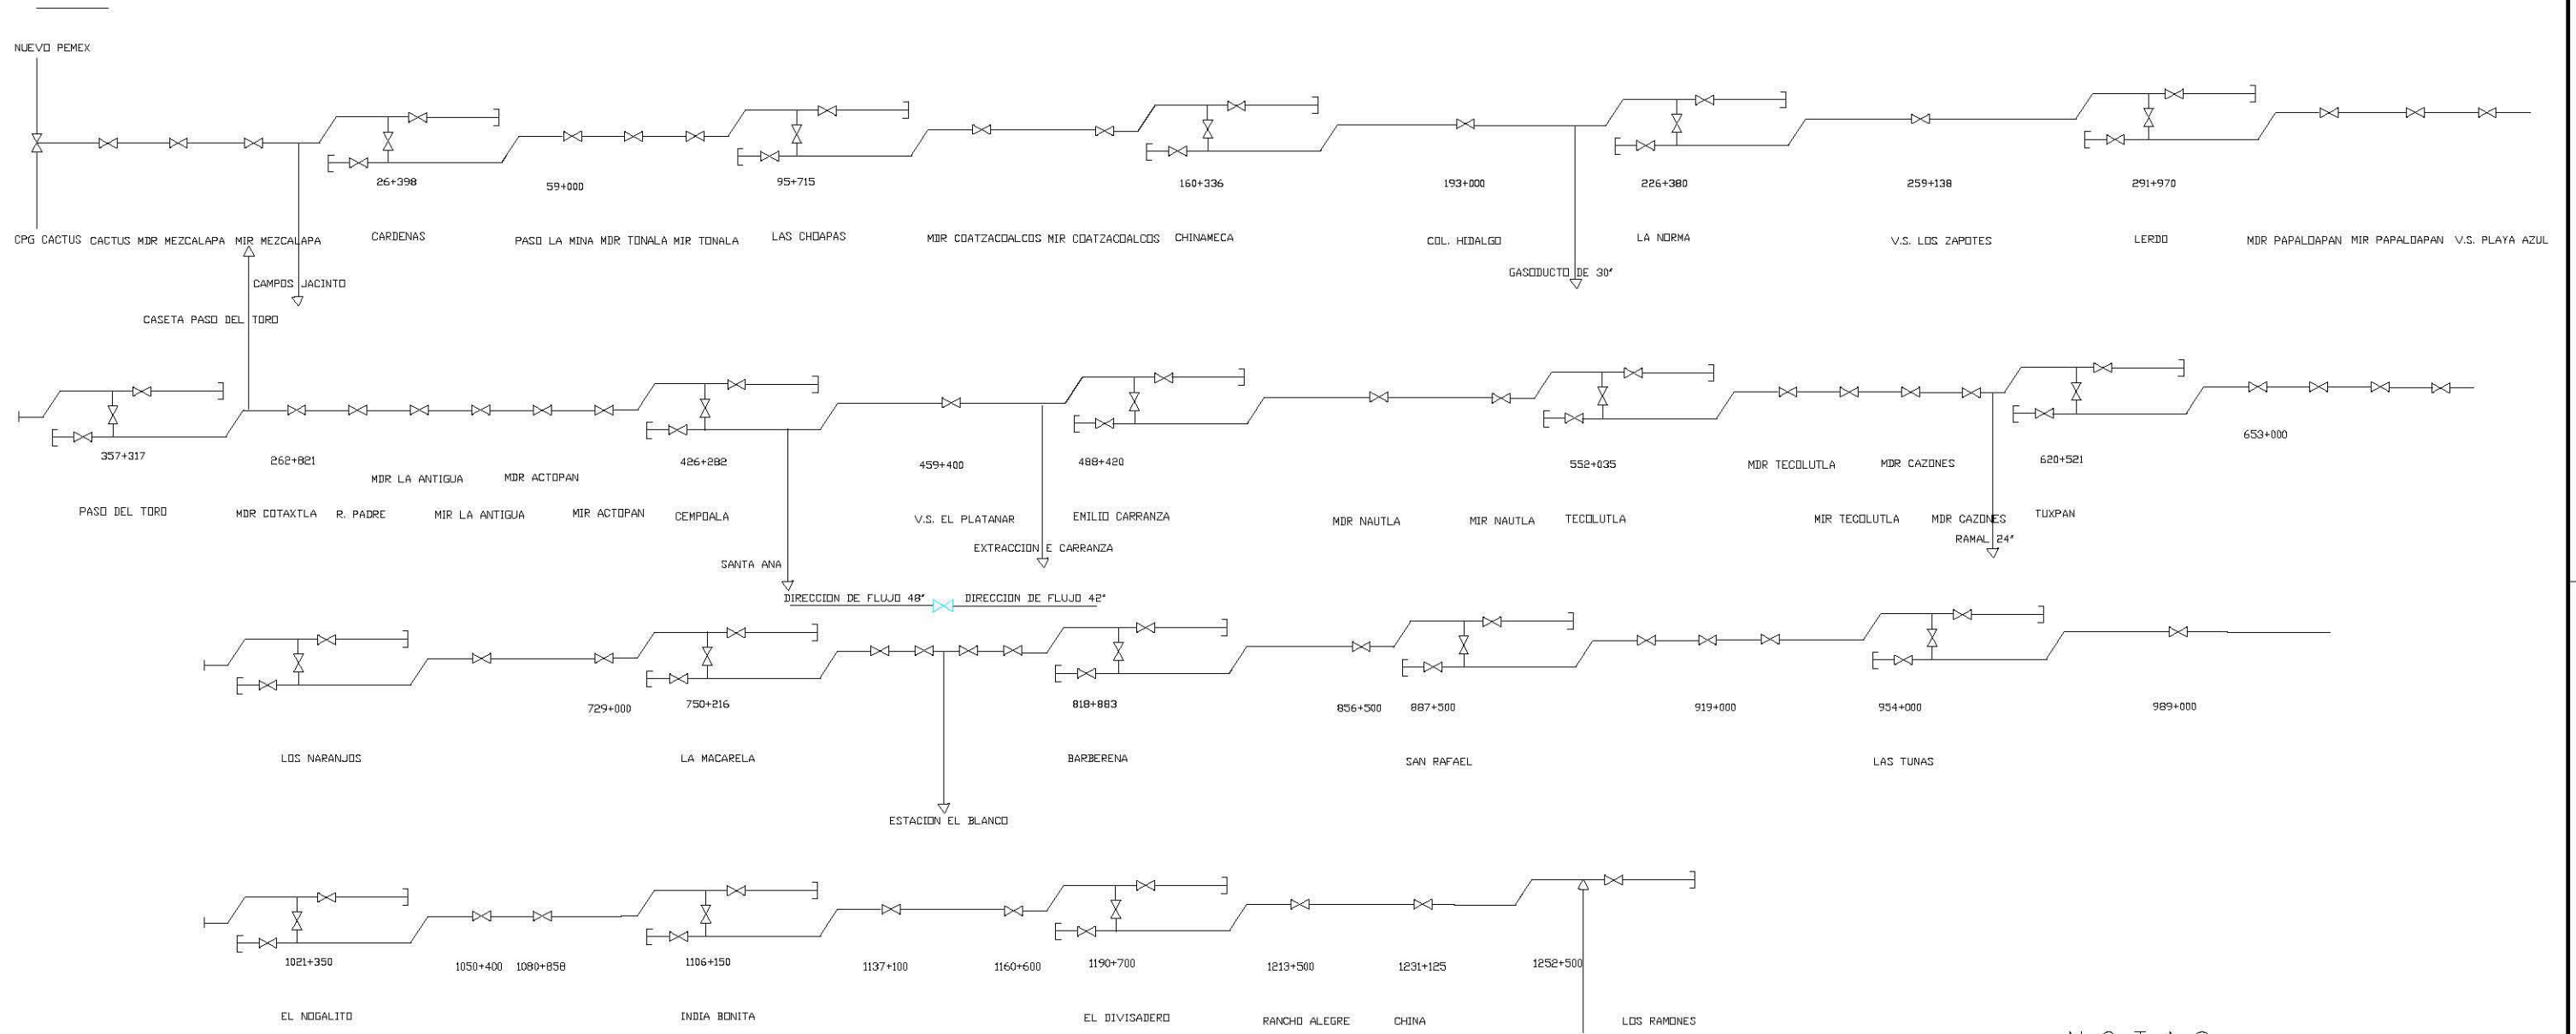 NUEVO PEMEX
26+398 59+000 95+715 160+336 193+000 226+380 259+138 291+970
CPG CACTUS CACTUS MDR MEZCALAPA MIR MEZCALAPA CARDENAS PASO LA MINA MDR TONALA MIR TONALA LAS CHOAPAS MDR COATZACOALCOS MIR COATZACOALCOS CHINAMECA COL. HIDALGO LA NORMA V.S. LOS ZAPOTES LERDO MDR PAPALOAPAN MIR PAPALOAPAN V.S. PLAYA AZUL
GASODUCTO DE 30"
CAMPOS JACINTO
CASETA PASO DEL TORO
357+317 262+821 426+282 459+400 488+420 552+035 620+521 653+000
MDR LA ANTIGUA MDR ACTOPAN MDR TECOLUTLA MDR CAZONES
PASO DEL TORO MDR COTAXTLA R. PADRE MIR LA ANTIGUA MIR ACTOPAN CEMPOALA V.S. EL PLATANAR EMILIO CARRANZA MDR NAUTLA MIR NAUTLA TECOLUTLA MIR TECOLUTLA MDR CAZONES TUXPAN
RAMAL 24"
EXTRACCION E CARRANZA
SANTA ANA
DIRECCION DE FLUJO 48" DIRECCION DE FLUJO 42"
729+000 750+216 818+883 856+500 887+500 919+000 954+000 989+000
LOS NARANJOS LA MACARELA BARBERENA SAN RAFAEL LAS TUNAS
ESTACION EL BLANCO
1021+350 1050+400 1080+858 1106+150 1137+100 1160+600 1190+700 1213+500 1231+125 1252+500
EL NOGALITO INDIA BONITA EL DIVISADERO RANCHO ALEGRE CHINA LOS RAMONES